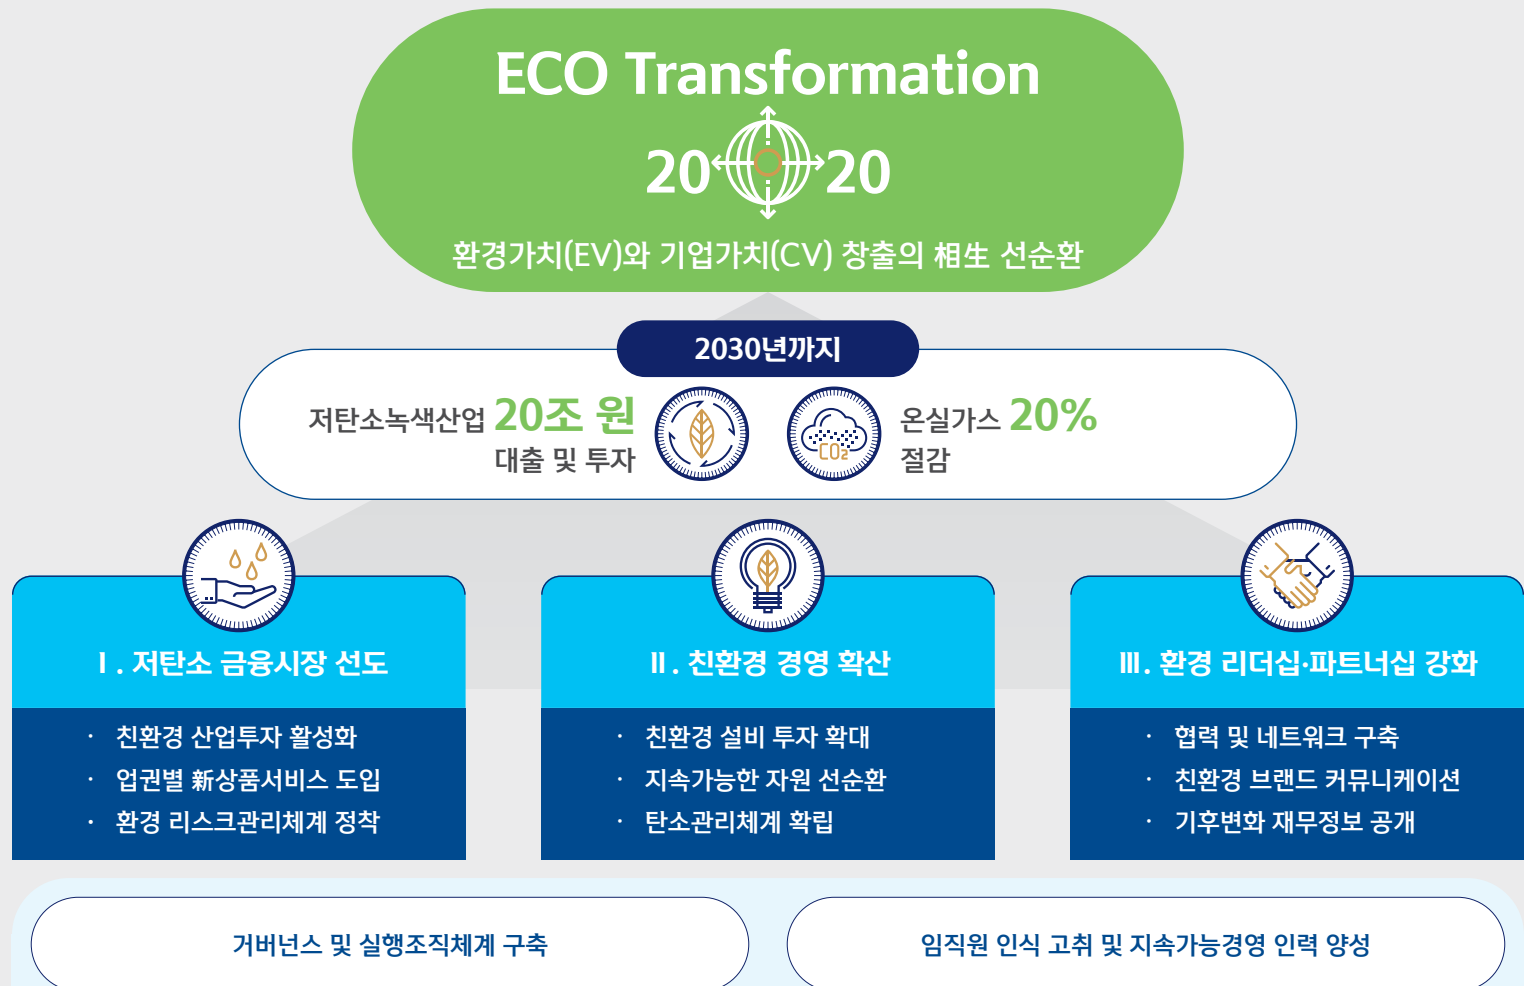 ECO Transformation
20 20
환경가치(EV)와 기업가치(CV) 창출의 相生 선순환
2030년까지
저탄소녹색산업 20조 원
대출 및 투자
CO2
온실가스 20%
절감
Ⅰ. 저탄소 금융시장 선도
· 친환경 산업투자 활성화
· 업권별 新상품서비스 도입
· 환경 리스크관리체계 정착
Ⅱ. 친환경 경영 확산
· 친환경 설비 투자 확대
· 지속가능한 자원 선순환
· 탄소관리체계 확립
Ⅲ. 환경 리더십·파트너십 강화
· 협력 및 네트워크 구축
· 친환경 브랜드 커뮤니케이션
· 기후변화 재무정보 공개
거버넌스 및 실행조직체계 구축
임직원 인식 고취 및 지속가능경영 인력 양성